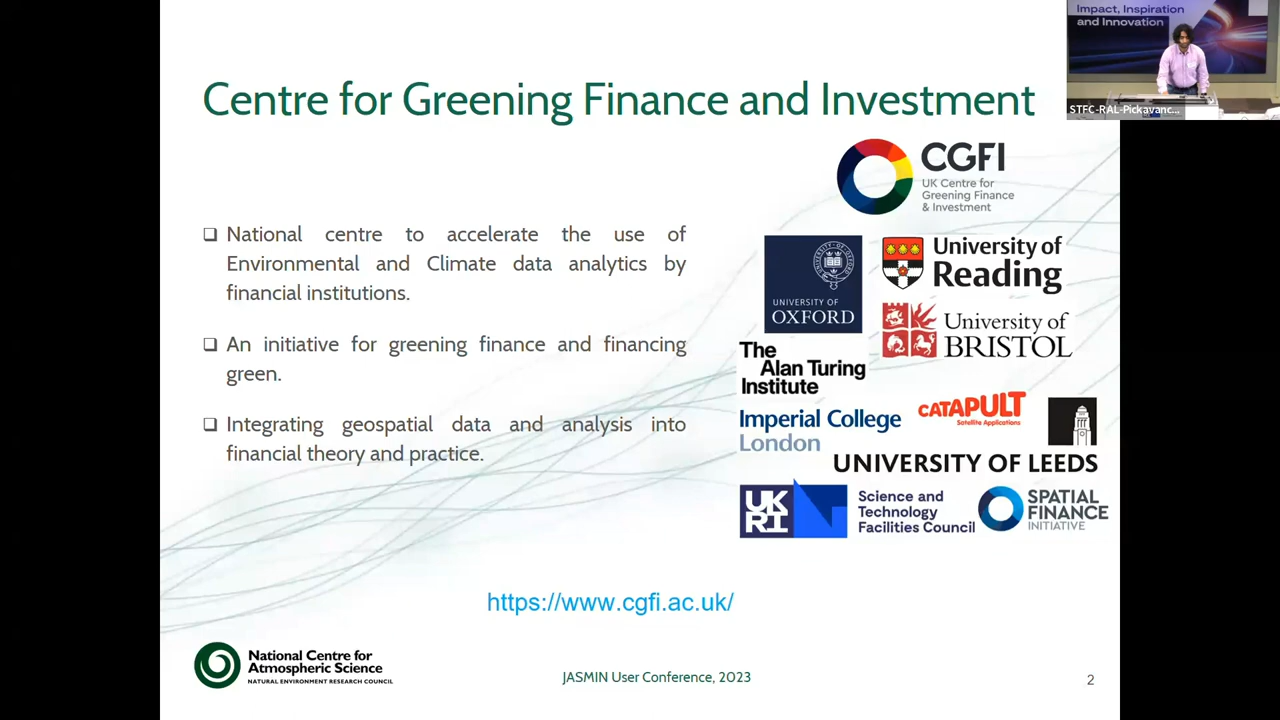 Impact, Inspiration
and Innovation
STFC-RAL-Pickavanc...
Centre for Greening Finance and Investment
CGFI
UK Centre for
Greening Finance
& Investment
❑ National centre to accelerate the use of
Environmental and Climate data analytics by
financial institutions.
❑ An initiative for greening finance and financing
green.
❑ Integrating geospatial data and analysis into
financial theory and practice.
UNIVERSITY OF
OXFORD
University of
Reading
University of
BRISTOL
The
Alan Turing
Institute
Imperial College
London
CATAPULT
Satellite Applications
UNIVERSITY OF LEEDS
UK
RI
Science and
Technology
Facilities Council
SPATIAL
FINANCE
INITIATIVE
https://www.cgfi.ac.uk/
National Centre for
Atmospheric Science
NATURAL ENVIRONMENT RESEARCH COUNCIL
JASMIN User Conference, 2023
2